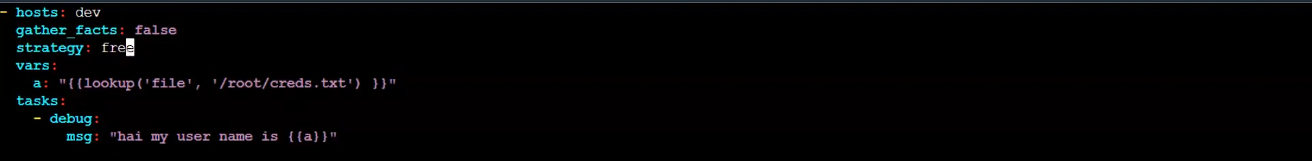 - hosts: dev
  gather_facts: false
  strategy: free
  vars:
    a: "{{lookup('file', '/root/creds.txt') }}"
  tasks:
    - debug:
        msg: "hai my user name is {{a}}"